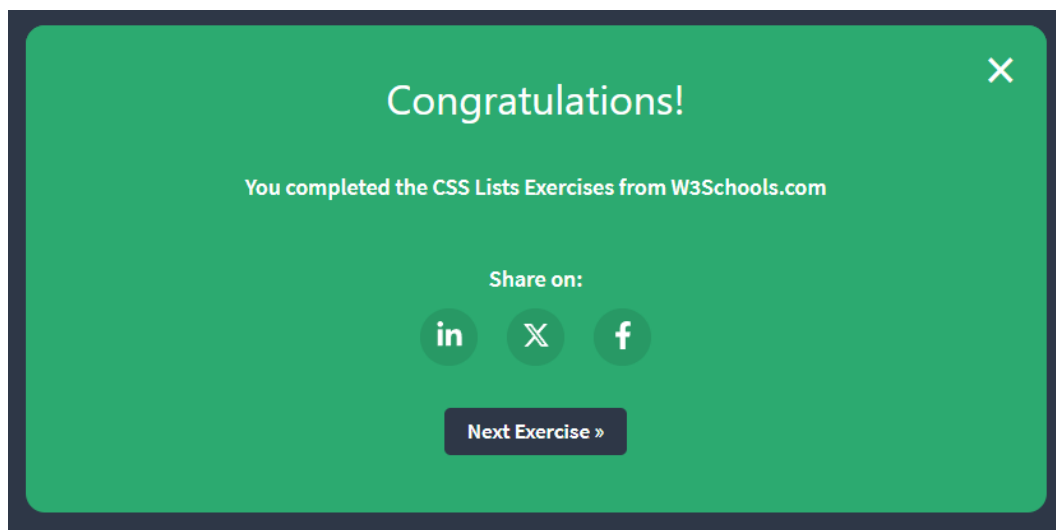 Congratulations!
You completed the CSS Lists Exercises from W3Schools.com
Share on:
in X f
Next Exercise »